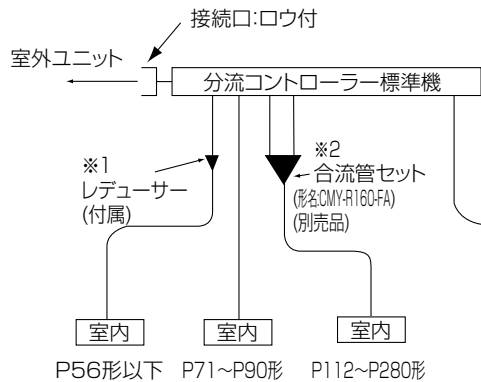 接続口:ロウ付
室外ユニット
分流コントローラー標準機
※1
レデューサー
(付属)
※2
合流管セット
(形名:CMY-R160-FA)
(別売品)
室内
室内
室内
P56形以下
P71~P90形
P112~P280形